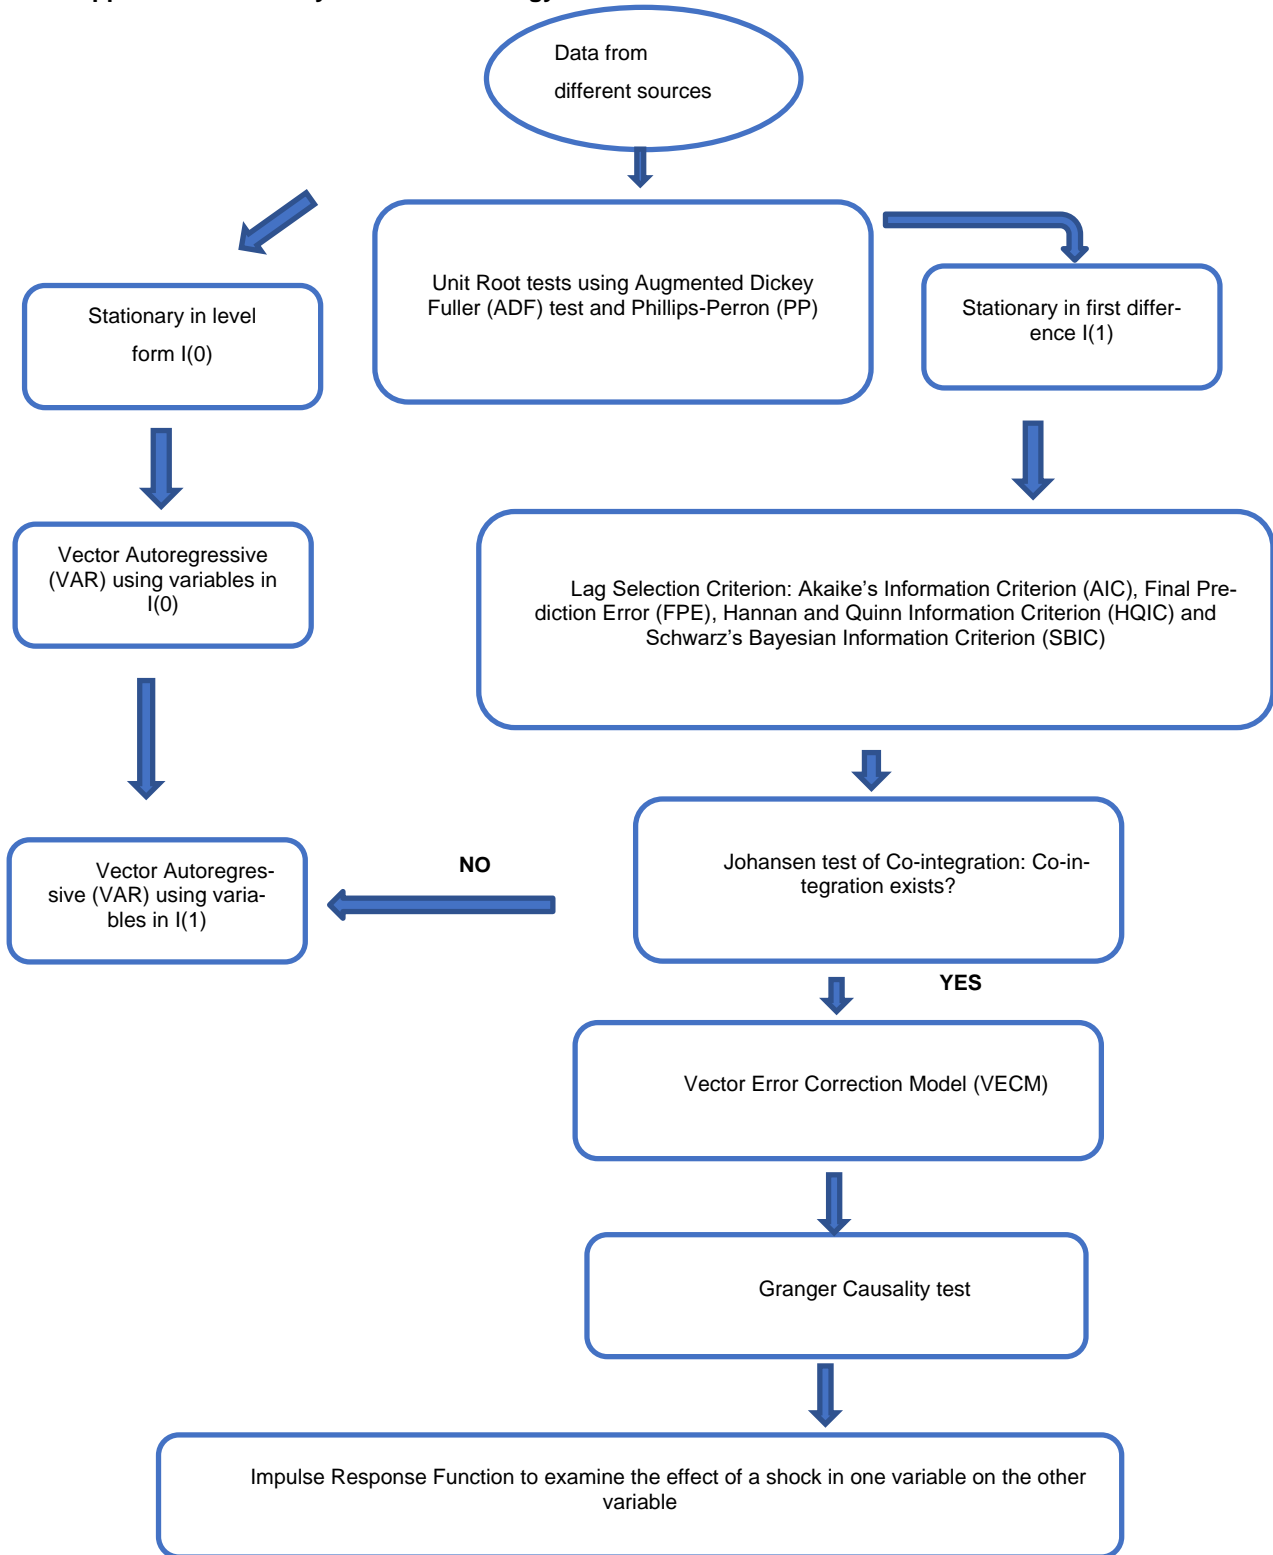 Data from
different sources
Unit Root tests using Augmented Dickey
Fuller (ADF) test and Phillips-Perron (PP)
Stationary in level
form I(0)
Stationary in first differ-
ence I(1)
Vector Autoregressive
(VAR) using variables in
I(0)
Lag Selection Criterion: Akaike’s Information Criterion (AIC), Final Pre-
diction Error (FPE), Hannan and Quinn Information Criterion (HQIC) and
Schwarz’s Bayesian Information Criterion (SBIC)
Vector Autoregres-
sive (VAR) using varia-
bles in I(1)
NO
Johansen test of Co-integration: Co-in-
tegration exists?
YES
Vector Error Correction Model (VECM)
Granger Causality test
Impulse Response Function to examine the effect of a shock in one variable on the other
variable